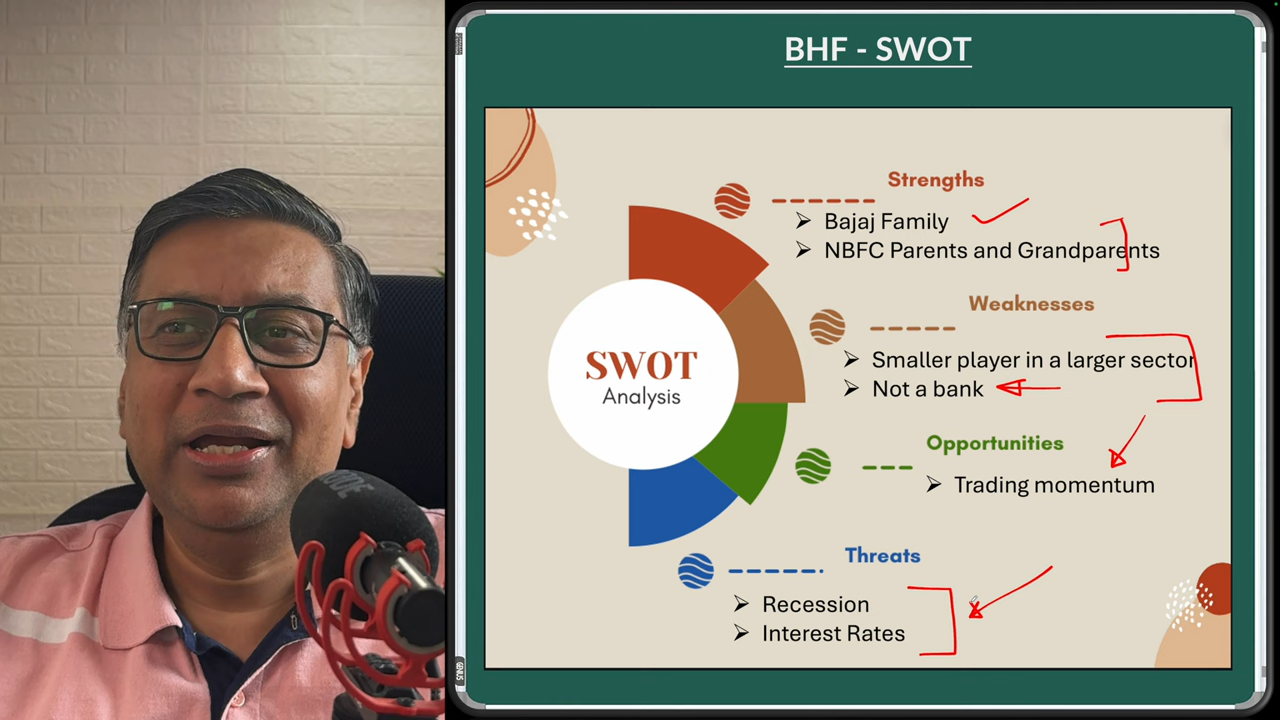 BHF - SWOT
SWOT
Analysis
Strengths
➢ Bajaj Family
➢ NBFC Parents and Grandparents
Weaknesses
➢ Smaller player in a larger sector
➢ Not a bank
Opportunities
➢ Trading momentum
Threats
➢ Recession
➢ Interest Rates
GENIUS